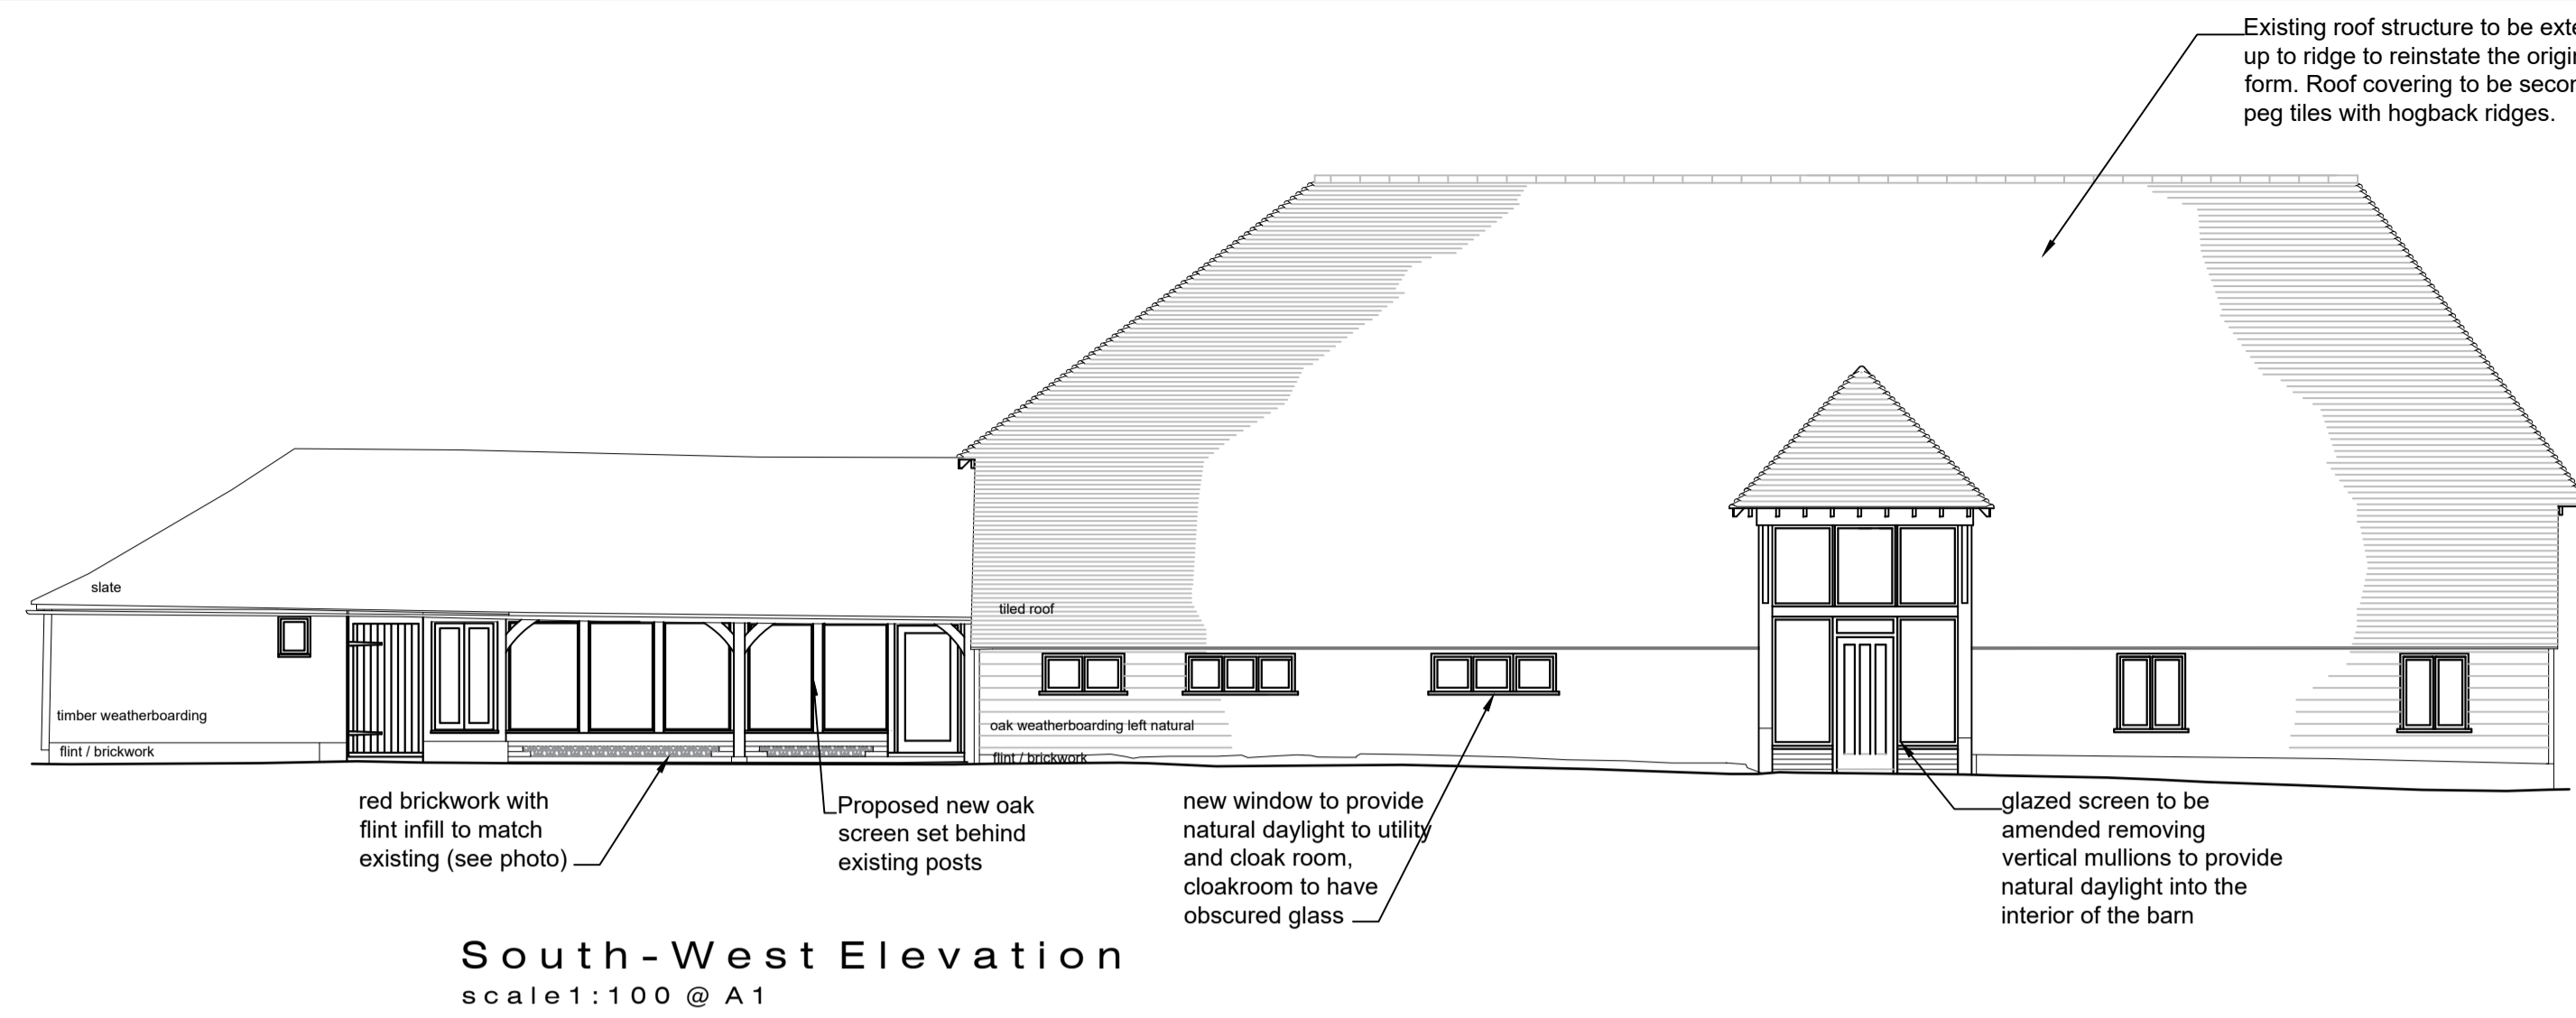 Existing roof structure to be
up to ridge to reinstate the
form. Roof covering to be
peg tiles with hogback ridges.
slate
tiled roof
timber weatherboarding
flint / brickwork
oak weatherboarding left natural
flint / brickwork
red brickwork with
flint infill to match
existing (see photo)
Proposed new oak
screen set behind
existing posts
new window to provide
natural daylight to utility
and cloak room,
cloakroom to have
obscured glass
glazed screen to be
amended removing
vertical mullions to provide
natural daylight into the
interior of the barn
South-West Elevation
scale1:100 @ A1